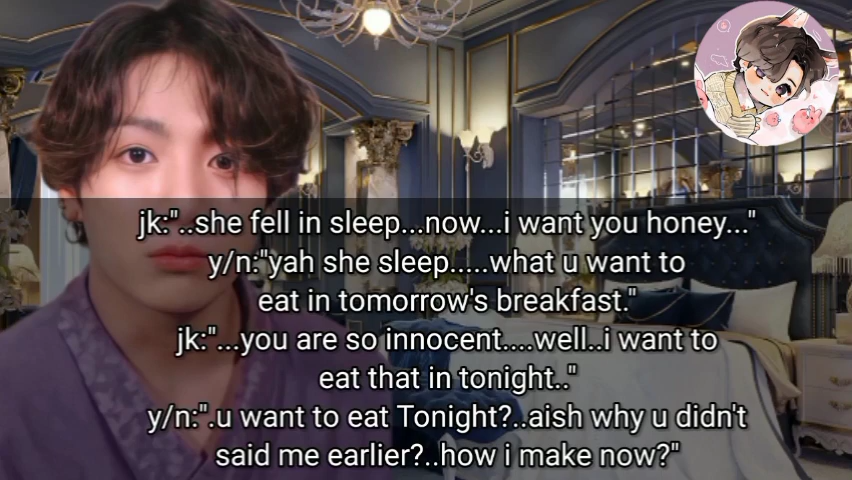 jk:"..she fell in sleep...now...i want you honey..."
y/n:"yah she sleep.....what u want to
eat in tomorrow's breakfast."
jk:"...you are so innocent....well..i want to
eat that in tonight.."
y/n:".u want to eat Tonight?..aish why u didn't
said me earlier?..how i make now?"